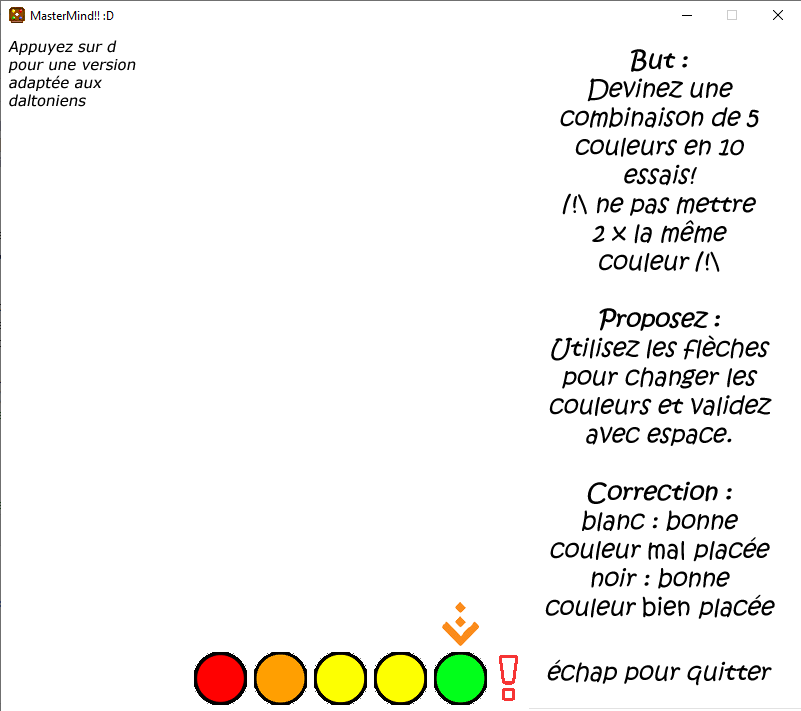 MasterMind!! :D
Appuyez sur d
pour une version
adaptée aux
daltoniens
But :
Devinez une
combinaison de 5
couleurs en 10
essais!
/!\ ne pas mettre
2 x la même
couleur /!\
Proposez :
Utilisez les flèches
pour changer les
couleurs et validez
avec espace.
Correction :
blanc : bonne
couleur mal placée
noir : bonne
couleur bien placée
échap pour quitter
!